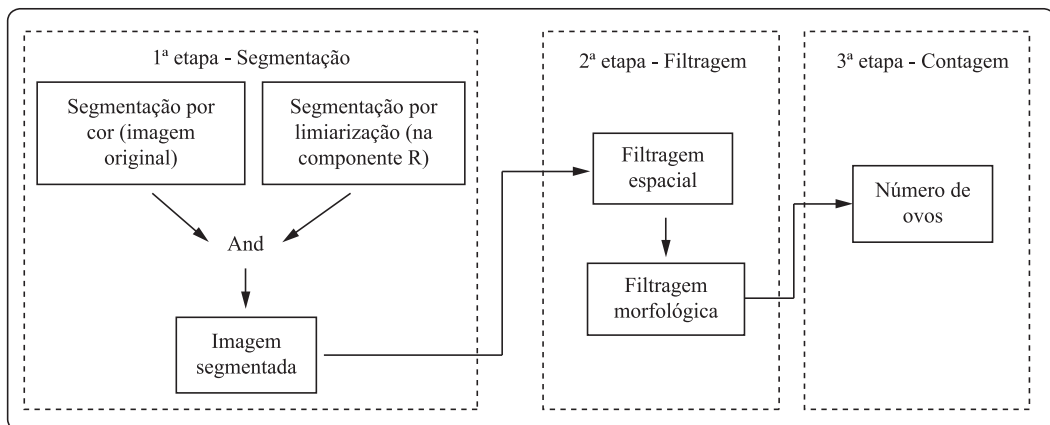 1ª etapa - Segmentação
Segmentação por
cor (imagem
original)
Segmentação por
limiarização (na
componente R)
And
Imagem
segmentada
2ª etapa - Filtragem
Filtragem
espacial
Filtragem
morfológica
3ª etapa - Contagem
Número de
ovos